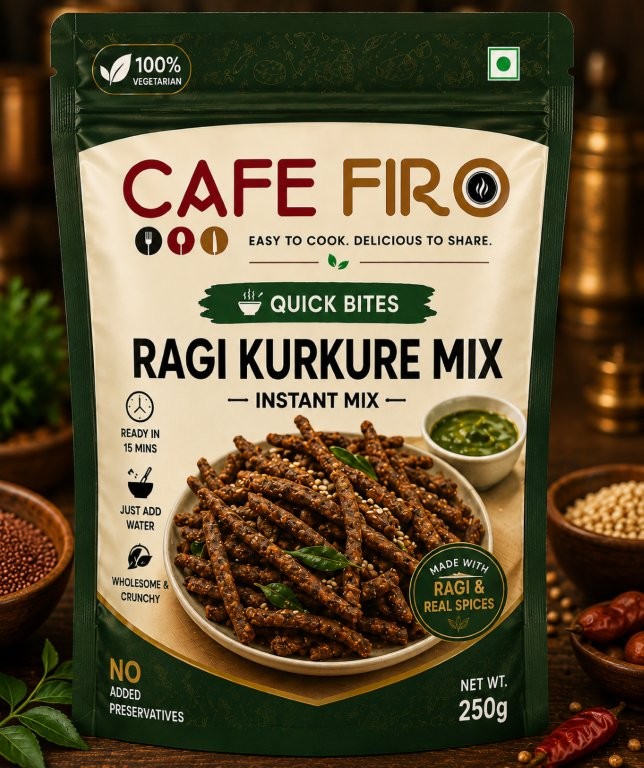 100%
VEGETARIAN
CAFE FIRO
EASY TO COOK. DELICIOUS TO SHARE.
QUICK BITES
RAGI KURKURE MIX
— INSTANT MIX —
READY IN
15 MINS
JUST ADD
WATER
WHOLESOME &
CRUNCHY
MADE WITH
RAGI &
REAL SPICES
NO
ADDED
PRESERVATIVES
NET WT.
250g